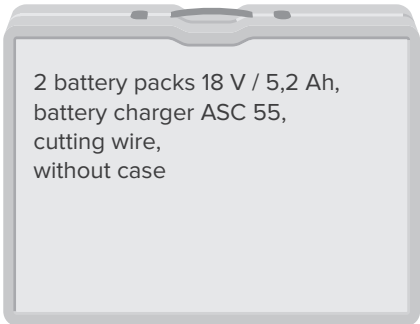 2 battery packs 18 V / 5,2 Ah,
battery charger ASC 55,
cutting wire,
without case